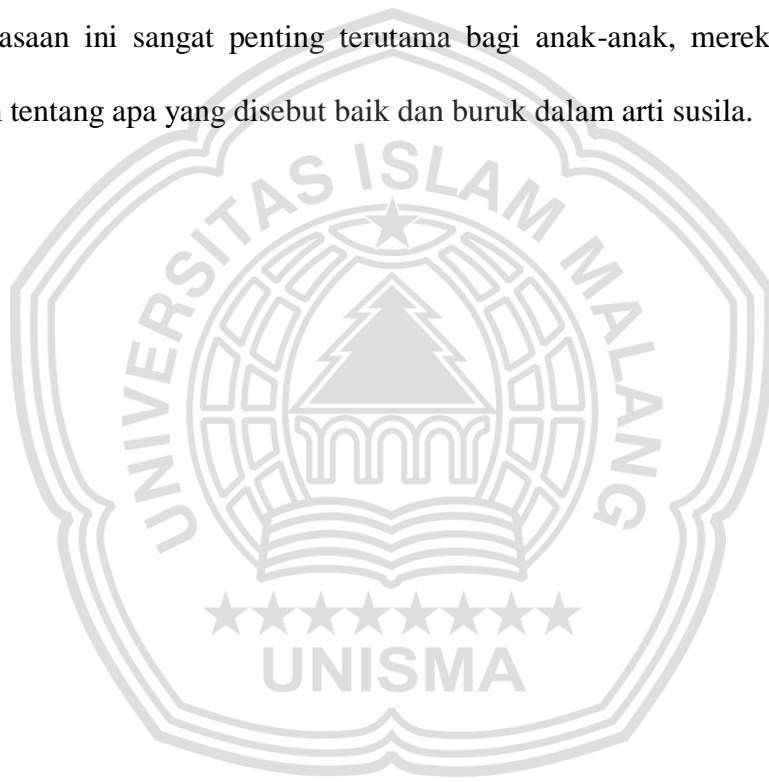 asaan ini sangat penting terutama bagi anak-anak, merek
tentang apa yang disebut baik dan buruk dalam arti susila.
UNIVERSITAS ISLAM MALANG
UNISMA